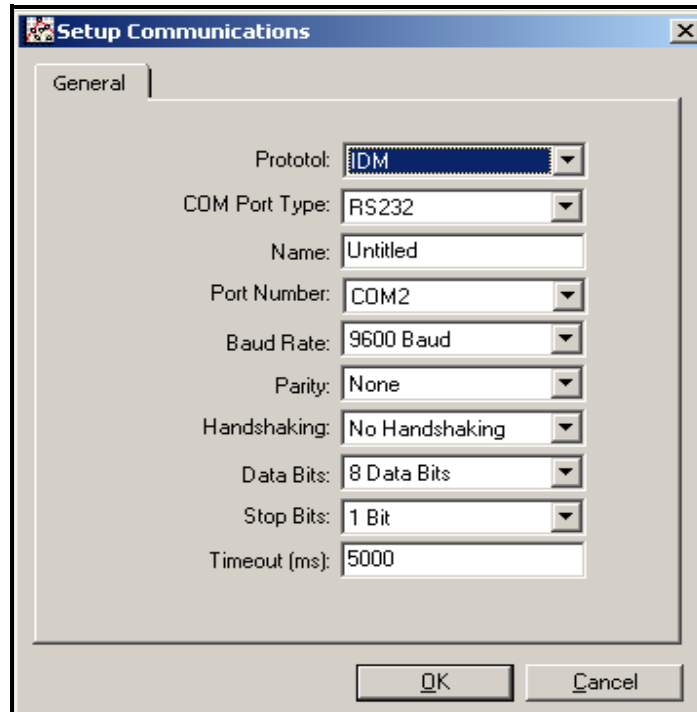 Setup Communications
General
Prototol: IDM
COM Port Type: RS232
Name: Untitled
Port Number: COM2
Baud Rate: 9600 Baud
Parity: None
Handshaking: No Handshaking
Data Bits: 8 Data Bits
Stop Bits: 1 Bit
Timeout (ms): 5000
OK Cancel